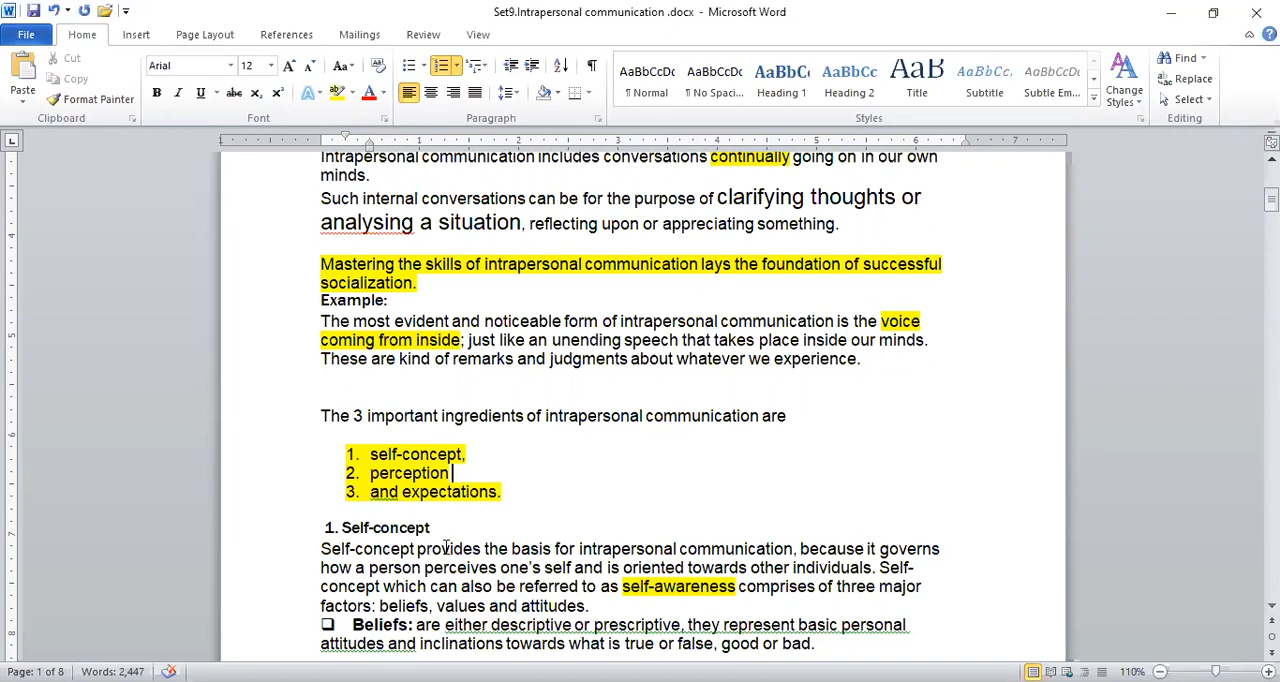 Set9.Intrapersonal communication .docx - Microsoft Word
File Home Insert Page Layout References Mailings Review View
Paste
Cut
Copy
Format Painter
Clipboard
Arial 12
Font
Paragraph
AaBbCcDc AaBbCcDc AaBbC AaBbCc AaB AaBbCc. AaBbCcDc
¶ Normal ¶ No Spaci... Heading 1 Heading 2 Title Subtitle Subtle Em...
Change Styles
Styles
Find
Replace
Select
Editing
Intrapersonal communication includes conversations continually going on in our own
minds.
Such internal conversations can be for the purpose of clarifying thoughts or
analysing a situation, reflecting upon or appreciating something.
Mastering the skills of intrapersonal communication lays the foundation of successful
socialization.
Example:
The most evident and noticeable form of intrapersonal communication is the voice
coming from inside; just like an unending speech that takes place inside our minds.
These are kind of remarks and judgments about whatever we experience.
The 3 important ingredients of intrapersonal communication are
1. self-concept,
2. perception
3. and expectations.
1. Self-concept
Self-concept provides the basis for intrapersonal communication, because it governs
how a person perceives one’s self and is oriented towards other individuals. Self-
concept which can also be referred to as self-awareness comprises of three major
factors: beliefs, values and attitudes.
❑ Beliefs: are either descriptive or prescriptive, they represent basic personal
attitudes and inclinations towards what is true or false, good or bad.
Page: 1 of 8 Words: 2,447 110%